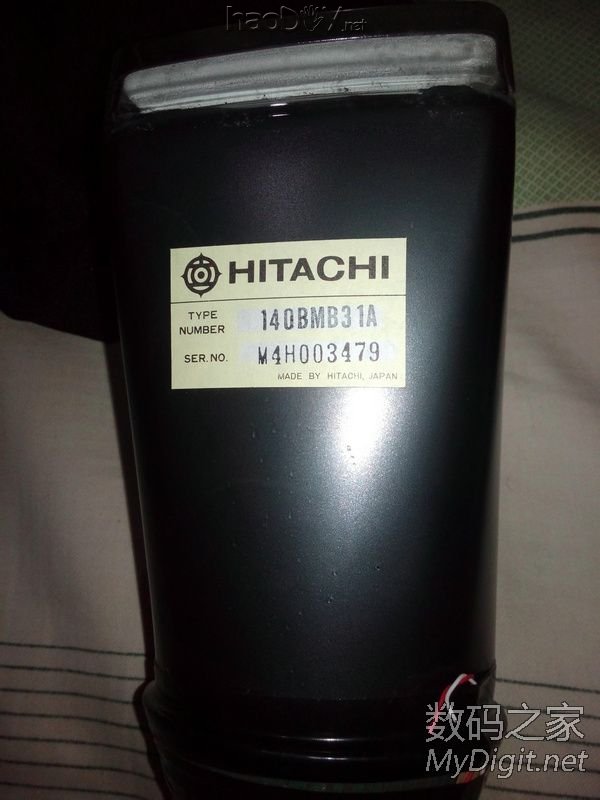 haoDIY.net
HITACHI
TYPE NUMBER 140BMB31A
SER. NO. M4H003479
MADE BY HITACHI, JAPAN
数码之家
MyDigit.net